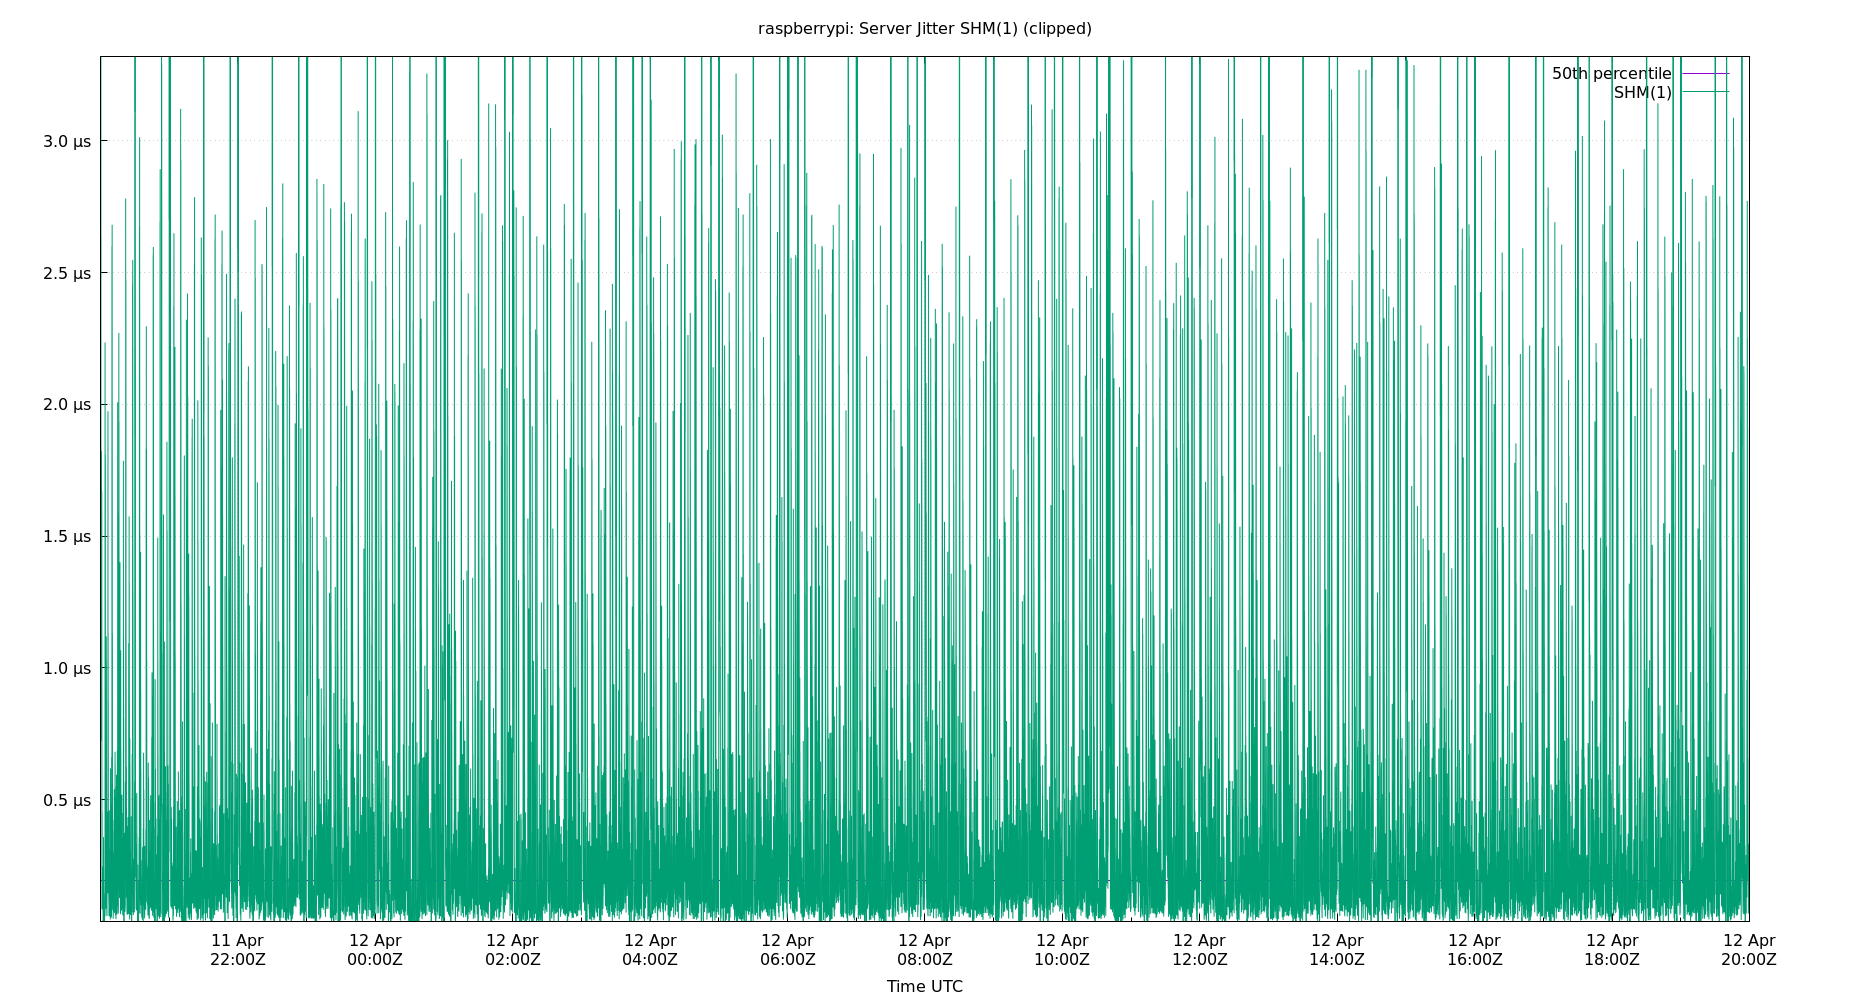 raspberrypi: Server Jitter SHM(1) (clipped)
50th percentile
SHM(1)
3.0 µs
2.5 µs
2.0 µs
1.5 µs
1.0 µs
0.5 µs
11 Apr 12 Apr 12 Apr 12 Apr 12 Apr 12 Apr 12 Apr 12 Apr 12 Apr 12 Apr 12 Apr 12 Apr
22:00Z 00:00Z 02:00Z 04:00Z 06:00Z 08:00Z 10:00Z 12:00Z 14:00Z 16:00Z 18:00Z 20:00Z
Time UTC